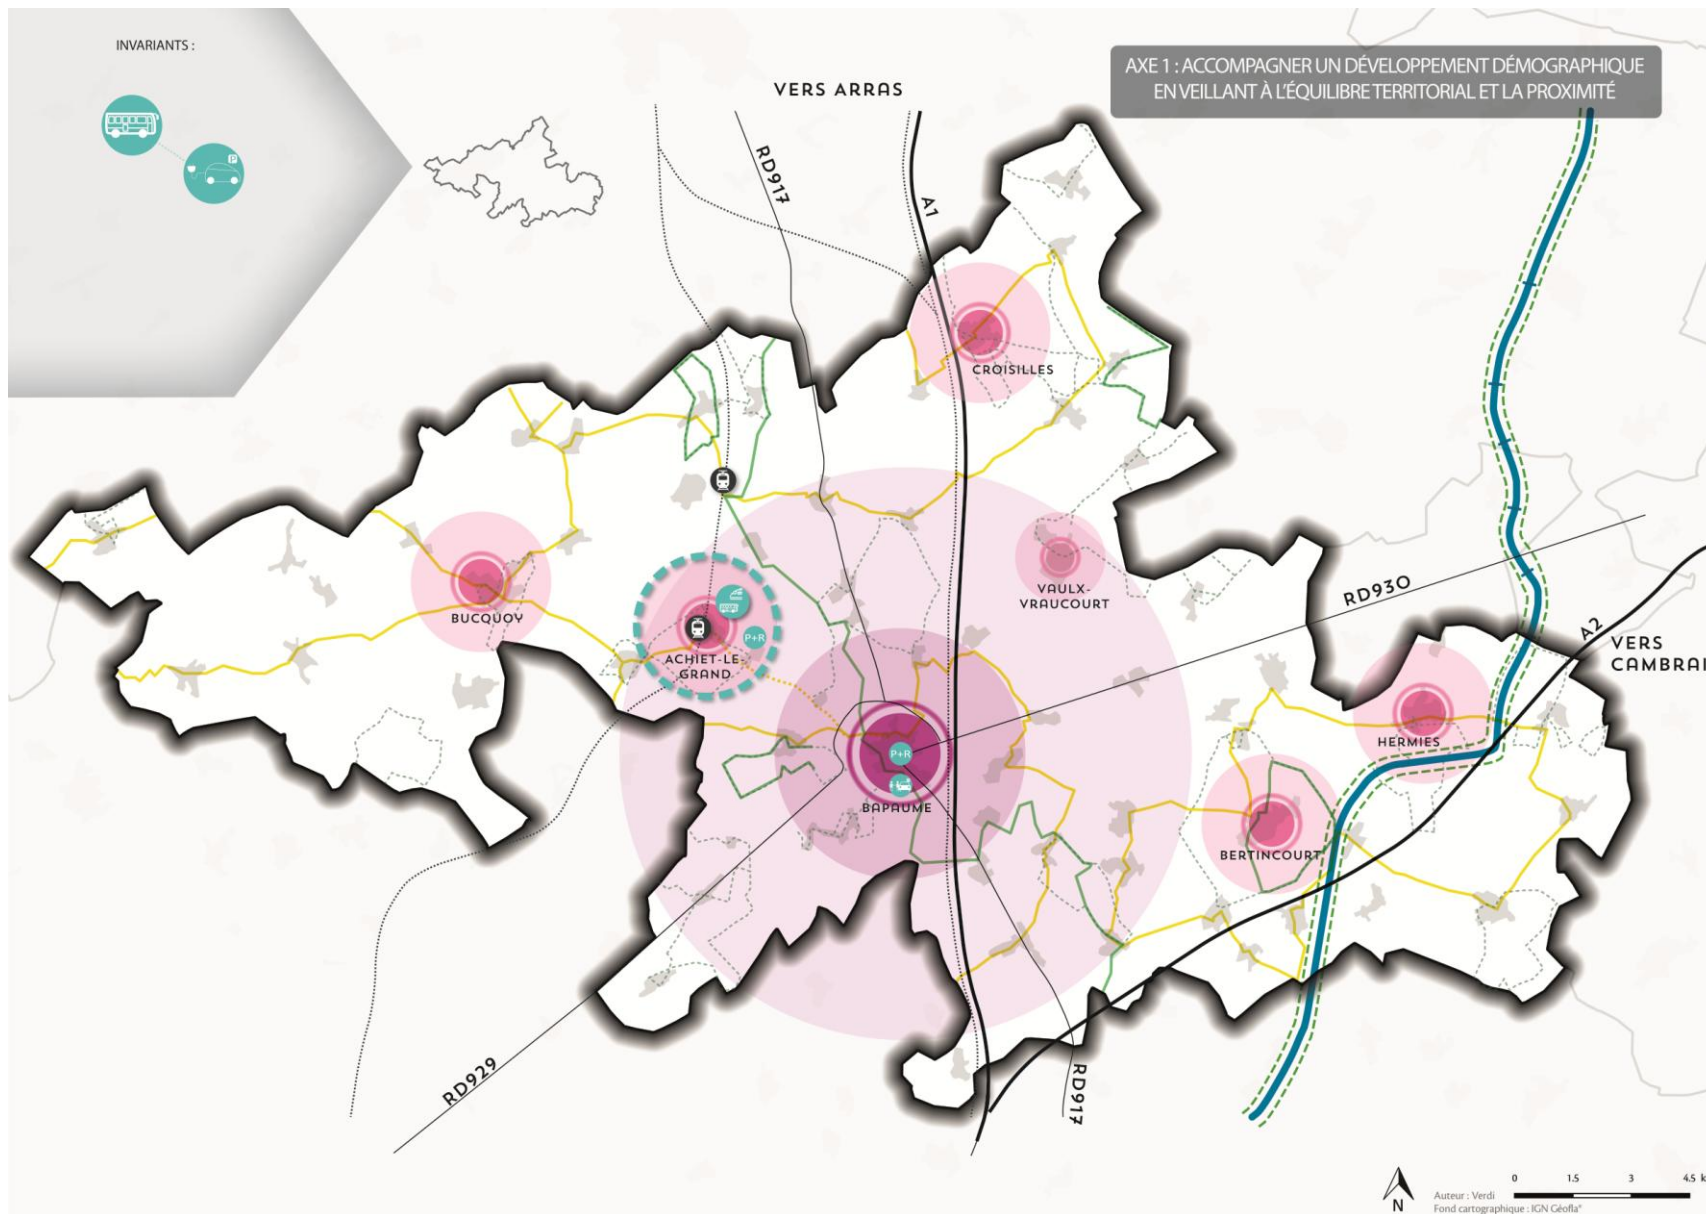 INVARIANTS :
P
AXE 1 : ACCOMPAGNER UN DÉVELOPPEMENT DÉMOGRAPHIQUE
EN VEILLANT À L'ÉQUILIBRE TERRITORIAL ET LA PROXIMITÉ
VERS ARRAS
RD917
A1
CROISILLES
VAULX-
VRAUCOURT
BUCQUOY
P+R
ACHIET-LE-
GRAND
RD930
A2
VERS
CAMBRAI
HERMIES
P+R
BAPAUME
BERTINCOURT
RD929
RD917
N
Auteur : Verdi
Fond cartographique : IGN Géofla®
0 1.5 3 4.5 k